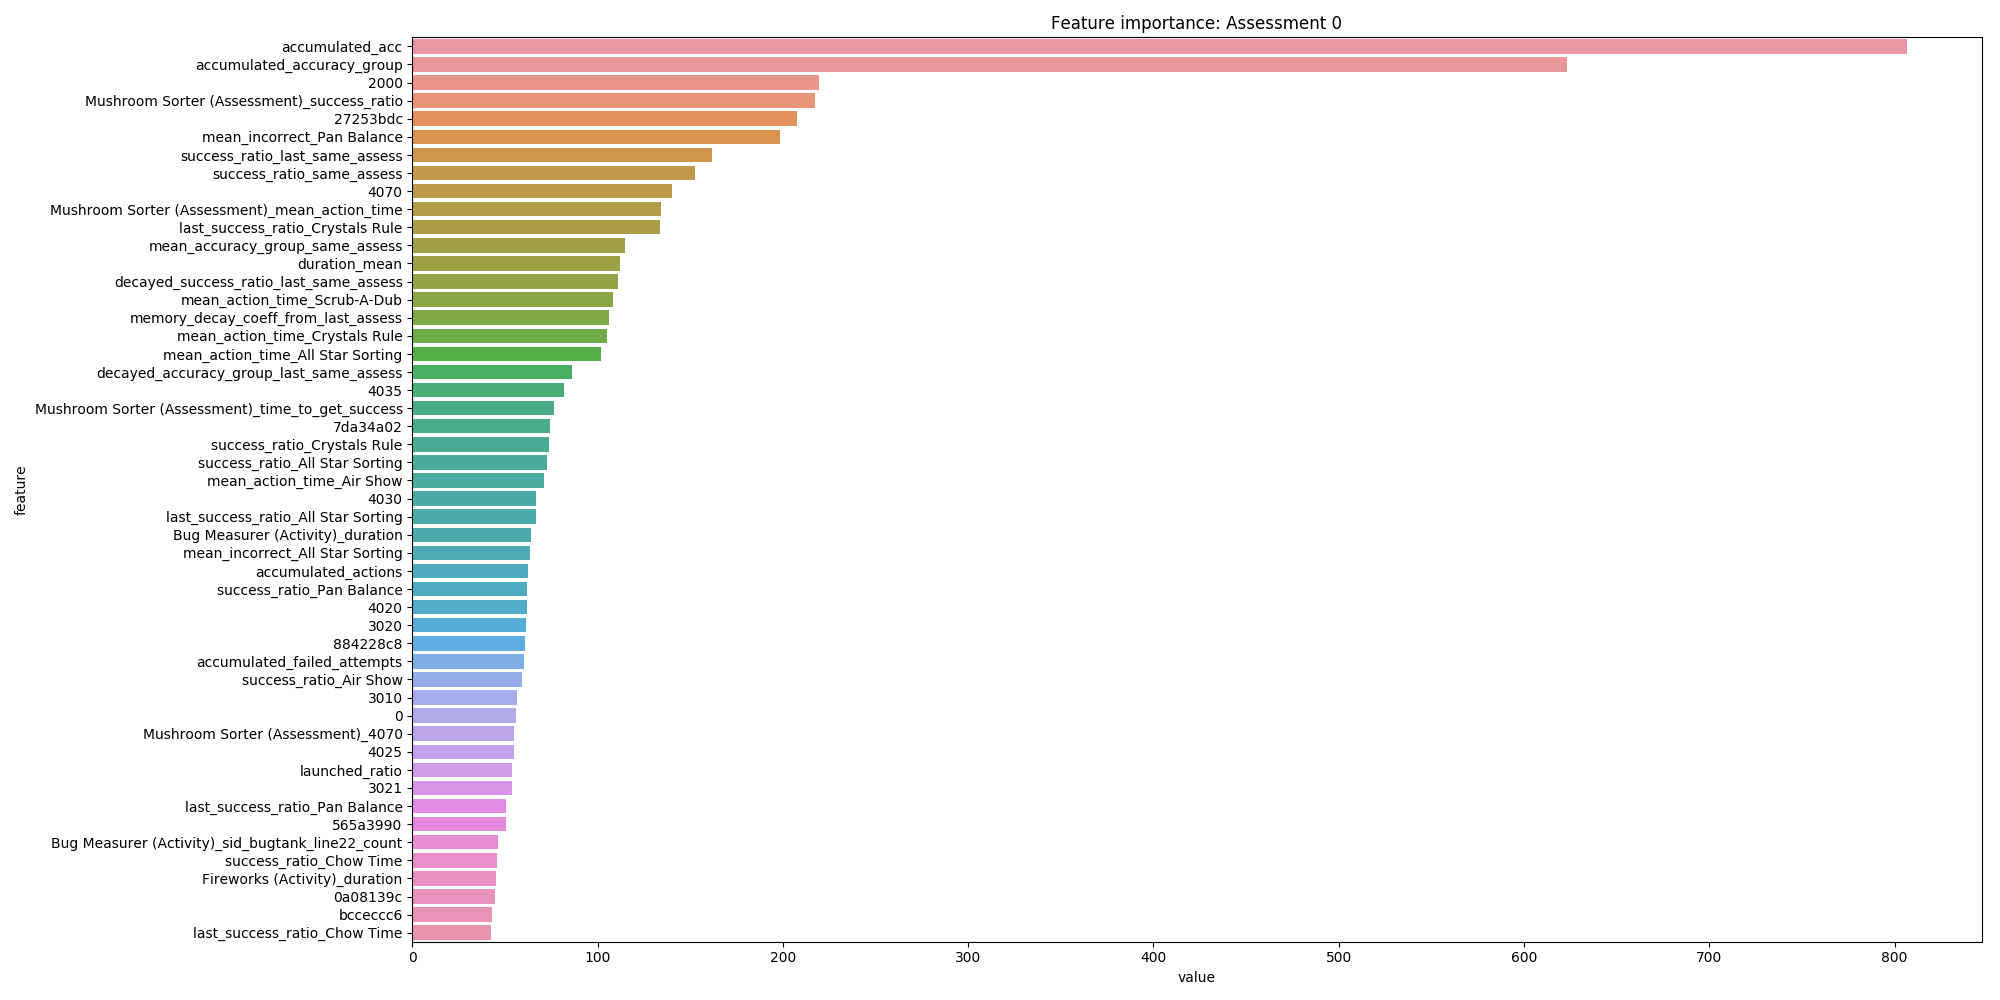 Feature importance: Assessment 0
accumulated_acc
accumulated_accuracy_group
2000
Mushroom Sorter (Assessment)_success_ratio
27253bdc
mean_incorrect_Pan Balance
success_ratio_last_same_assess
success_ratio_same_assess
4070
Mushroom Sorter (Assessment)_mean_action_time
last_success_ratio_Crystals Rule
mean_accuracy_group_same_assess
duration_mean
decayed_success_ratio_last_same_assess
mean_action_time_Scrub-A-Dub
memory_decay_coeff_from_last_assess
mean_action_time_Crystals Rule
mean_action_time_All Star Sorting
decayed_accuracy_group_last_same_assess
4035
Mushroom Sorter (Assessment)_time_to_get_success
7da34a02
success_ratio_Crystals Rule
success_ratio_All Star Sorting
mean_action_time_Air Show
4030
last_success_ratio_All Star Sorting
Bug Measurer (Activity)_duration
mean_incorrect_All Star Sorting
accumulated_actions
success_ratio_Pan Balance
4020
3020
884228c8
accumulated_failed_attempts
success_ratio_Air Show
3010
0
Mushroom Sorter (Assessment)_4070
4025
launched_ratio
3021
last_success_ratio_Pan Balance
565a3990
Bug Measurer (Activity)_sid_bugtank_line22_count
success_ratio_Chow Time
Fireworks (Activity)_duration
0a08139c
bcceccc6
last_success_ratio_Chow Time
feature
0 100 200 300 400 500 600 700 800
value